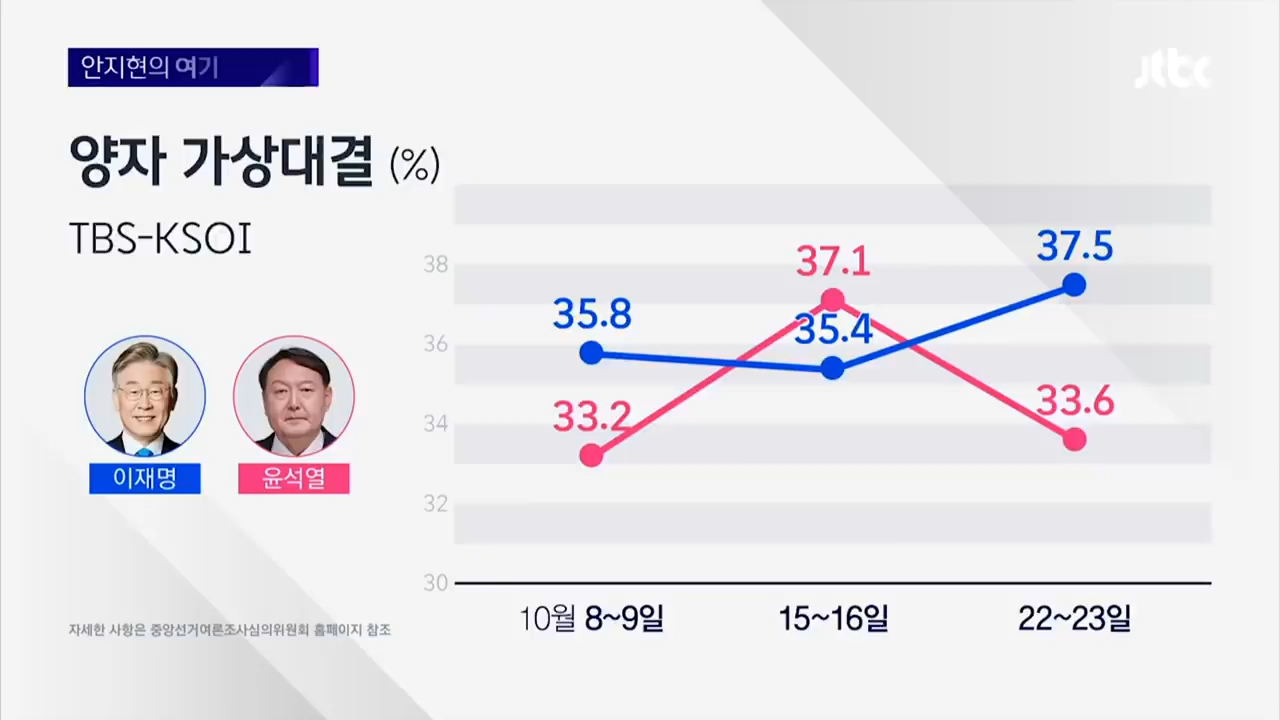 안지현의 여기
jtbc
양자 가상대결 (%)
TBS-KSOI
38
36
34
32
30
35.8
35.4
37.5
33.2
37.1
33.6
이재명
윤석열
10월 8~9일
15~16일
22~23일
자세한 사항은 중앙선거여론조사심의위원회 홈페이지 참조